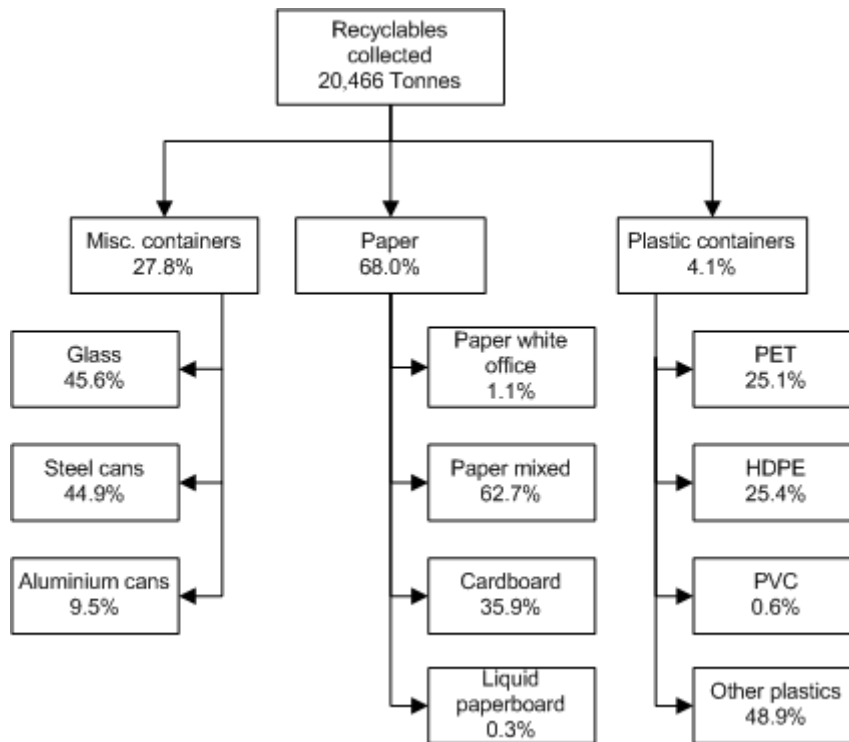 Recyclables
collected
20,466 Tonnes
Misc. containers
27.8%
Paper
68.0%
Plastic containers
4.1%
Glass
45.6%
Steel cans
44.9%
Aluminium cans
9.5%
Paper white
office
1.1%
Paper mixed
62.7%
Cardboard
35.9%
Liquid
paperboard
0.3%
PET
25.1%
HDPE
25.4%
PVC
0.6%
Other plastics
48.9%